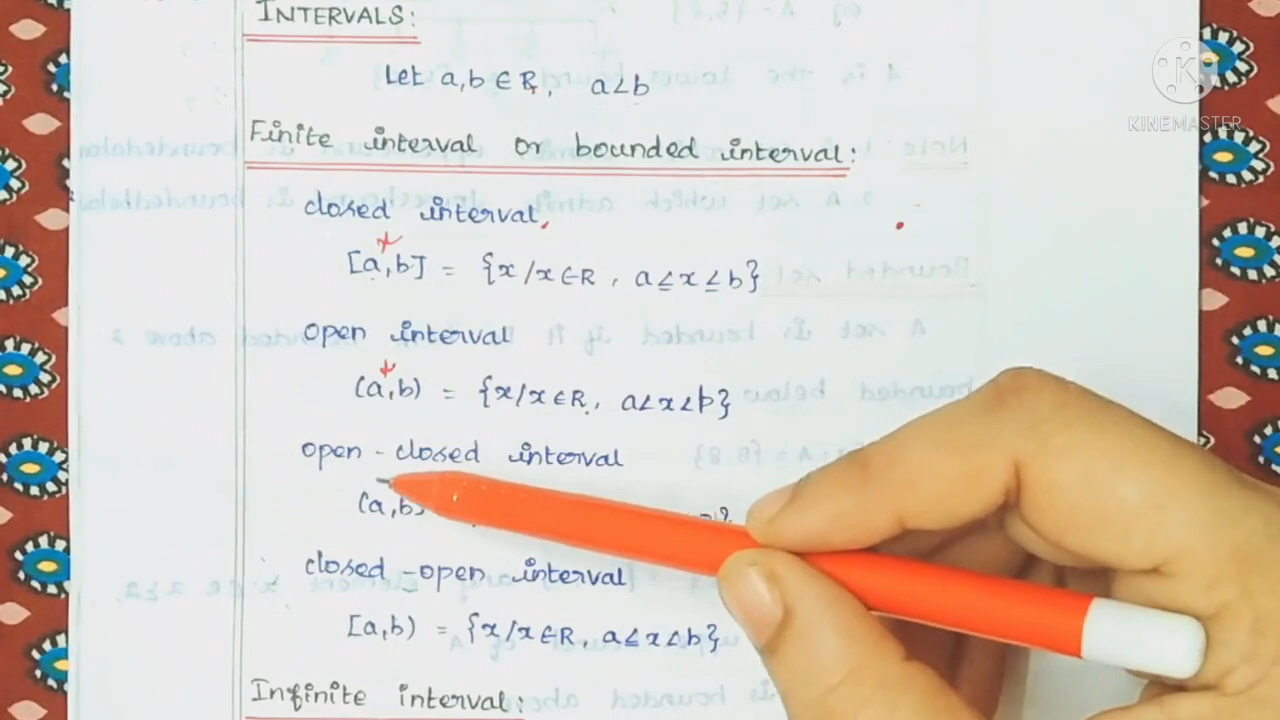 INTERVALS:
Let a,b ∈ R, a<b
Finite interval or bounded interval:
closed interval
[a,b] = {x/x∈R, a≤x≤b}
open interval
(a,b) = {x/x∈R, a<x<b}
open-closed interval
(a,b]
closed-open interval
[a,b) = {x/x∈R, a≤x<b}
Infinite interval:
KINEMASTER